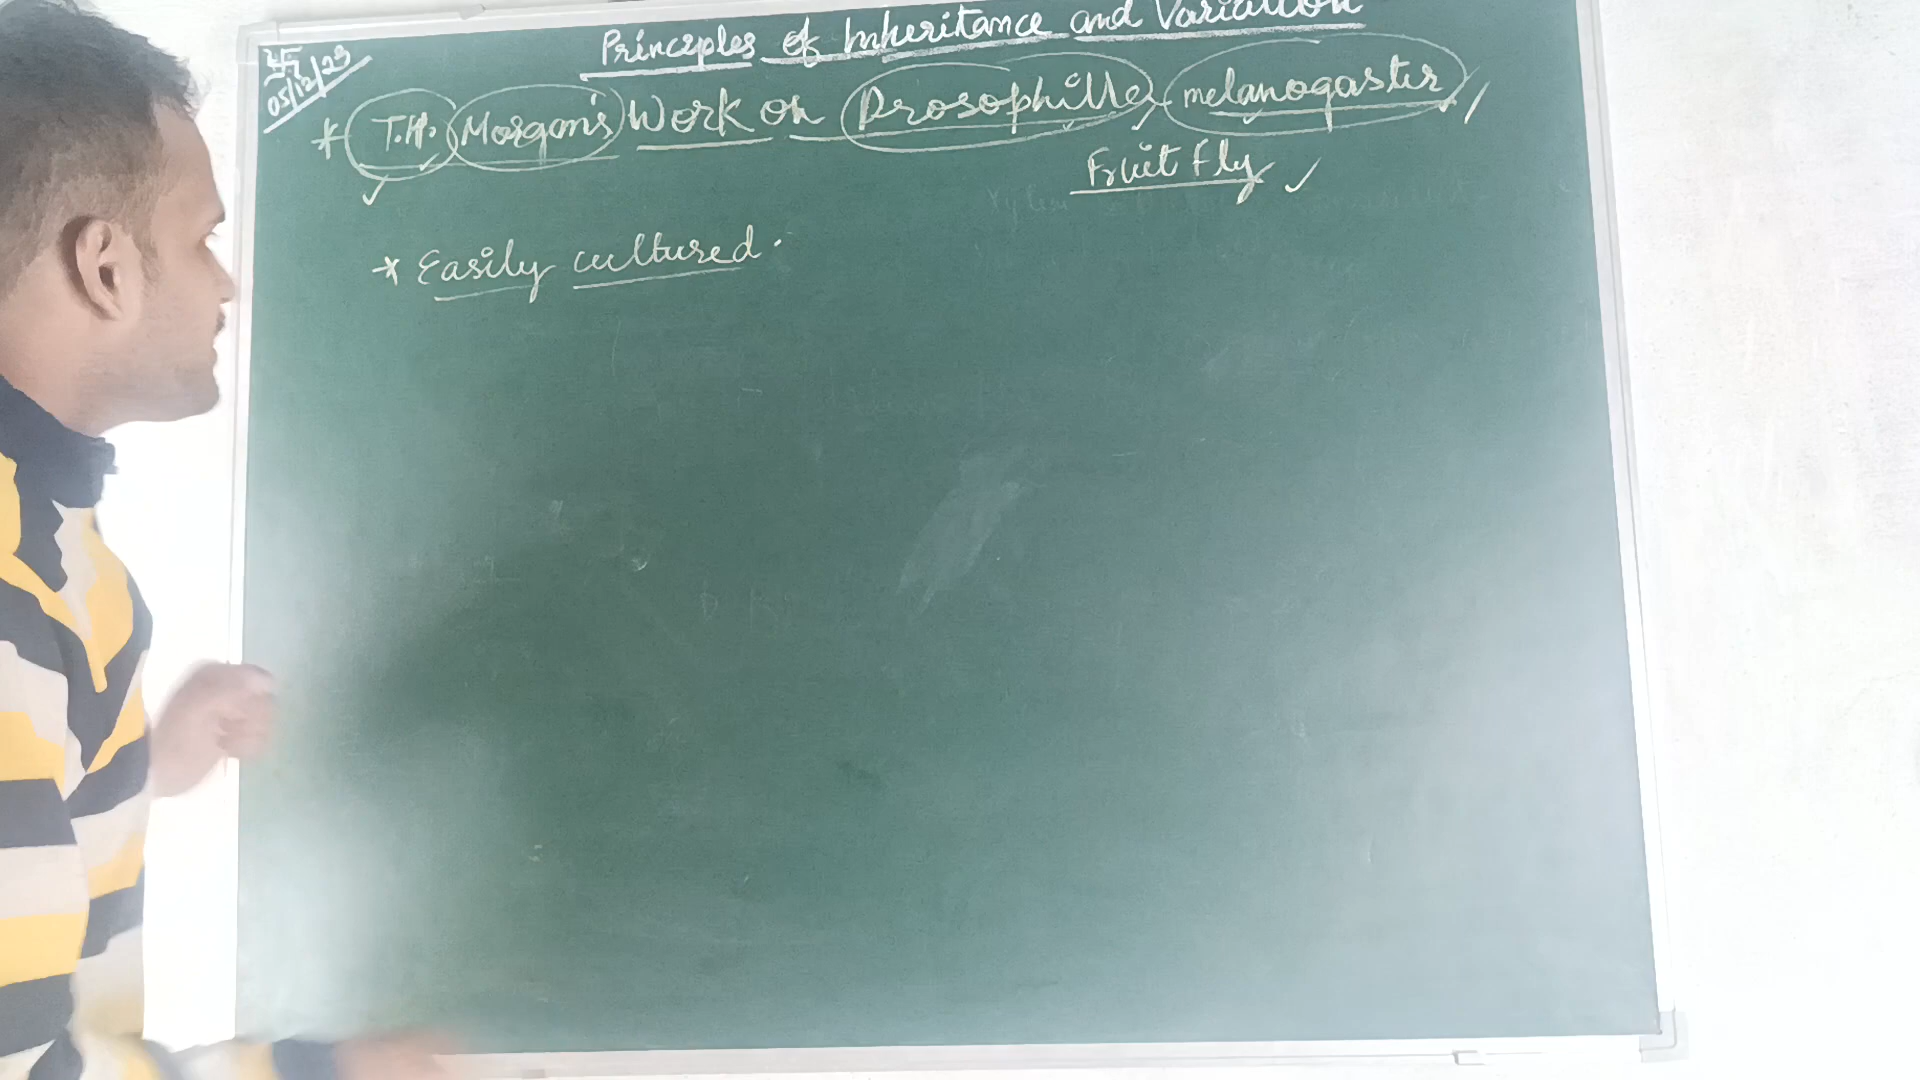 Principles of Inheritance and Variation
05/12/23
* T.H. Morgan's Work on Drosophilla melanogaster
Fruit Fly
* Easily cultured.